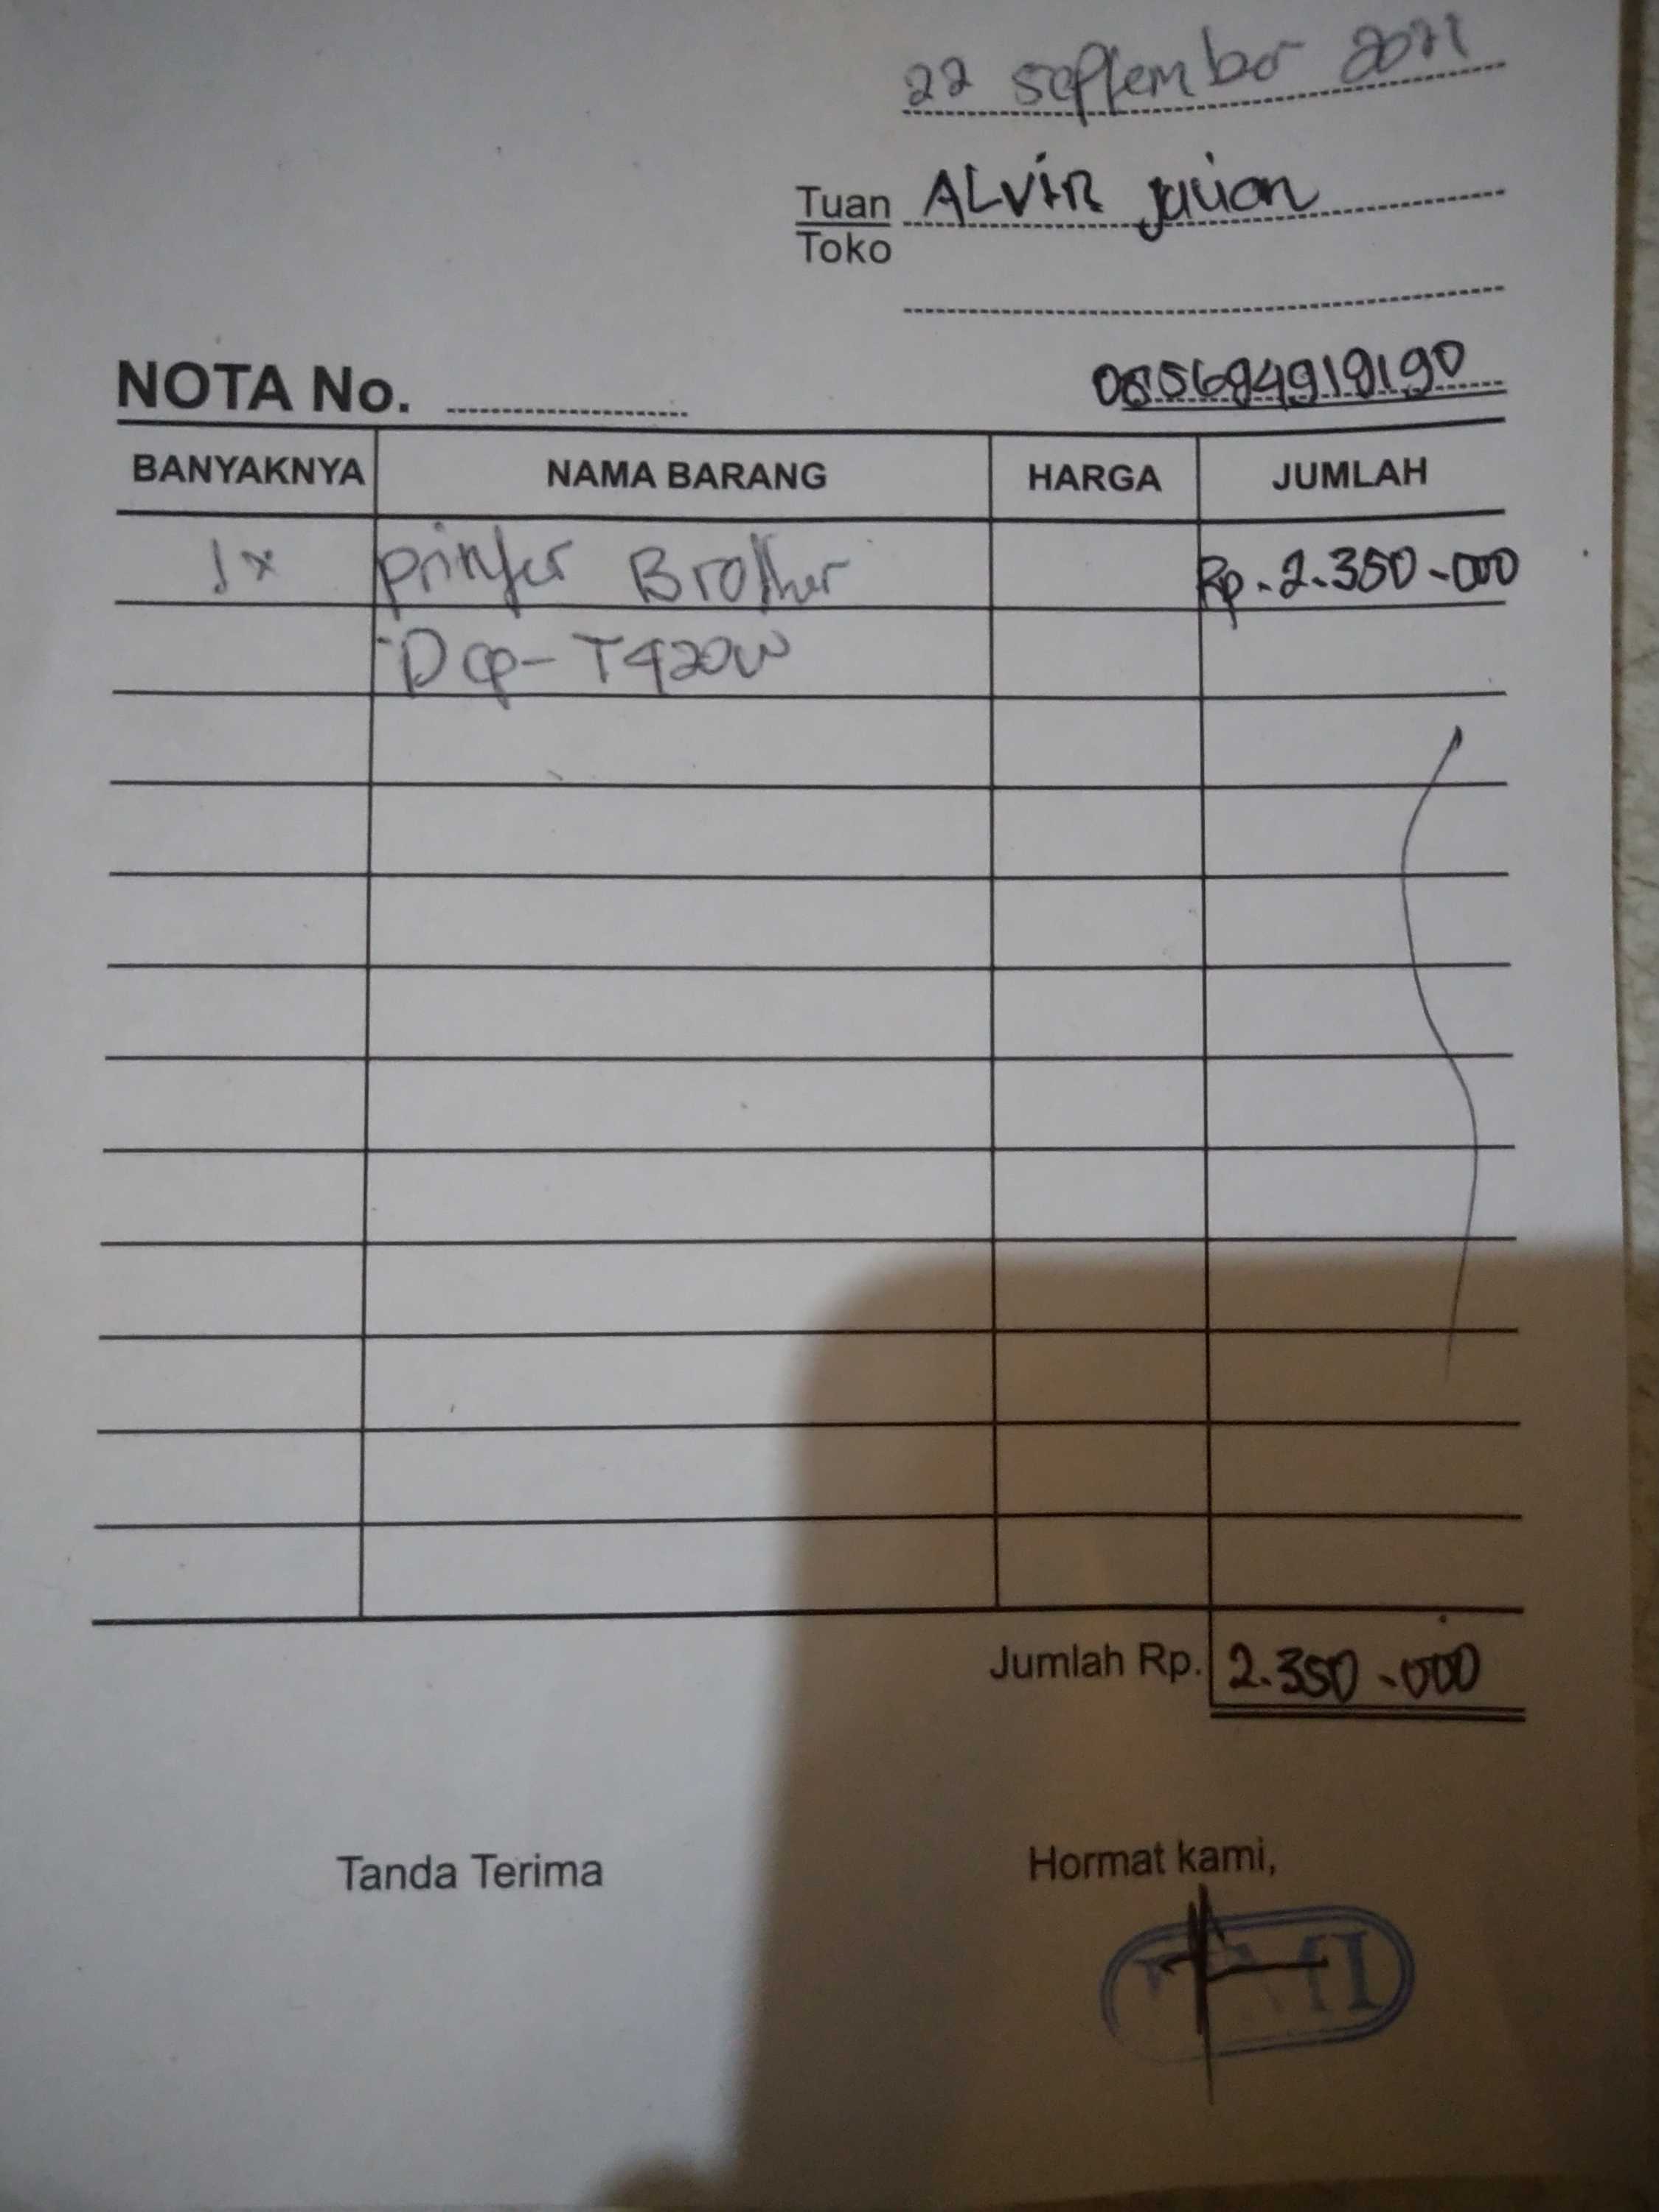 22 september 2021
Tuan ALVIN julian
Toko
NOTA No.
BANYAKNYA NAMA BARANG HARGA JUMLAH
1x printer Brother Rp.2.350.000
Dcp-T420w
Jumlah Rp. 2.350.000
Tanda Terima Hormat kami,